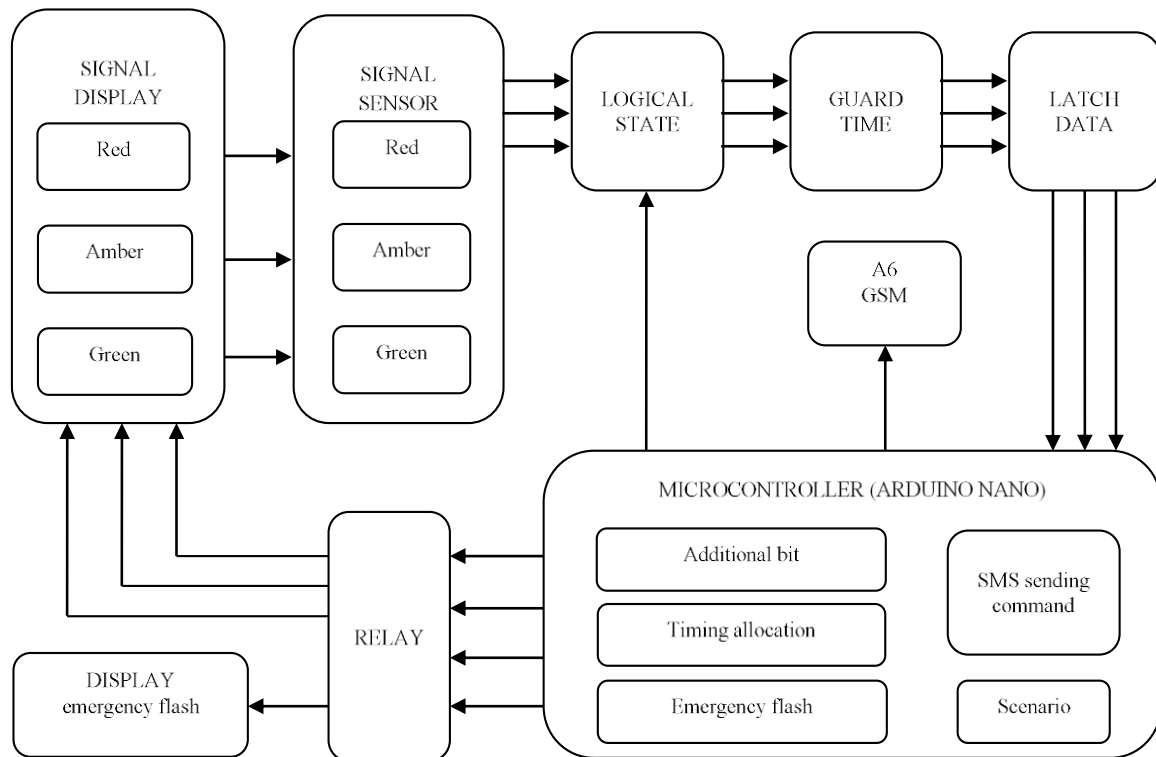 SIGNAL
DISPLAY
Red
Amber
Green
SIGNAL
SENSOR
Red
Amber
Green
LOGICAL
STATE
GUARD
TIME
LATCH
DATA
A6
GSM
MICROCONTROLLER (ARDUINO NANO)
Additional bit
Timing allocation
Emergency flash
SMS sending
command
Scenario
RELAY
DISPLAY
emergency flash